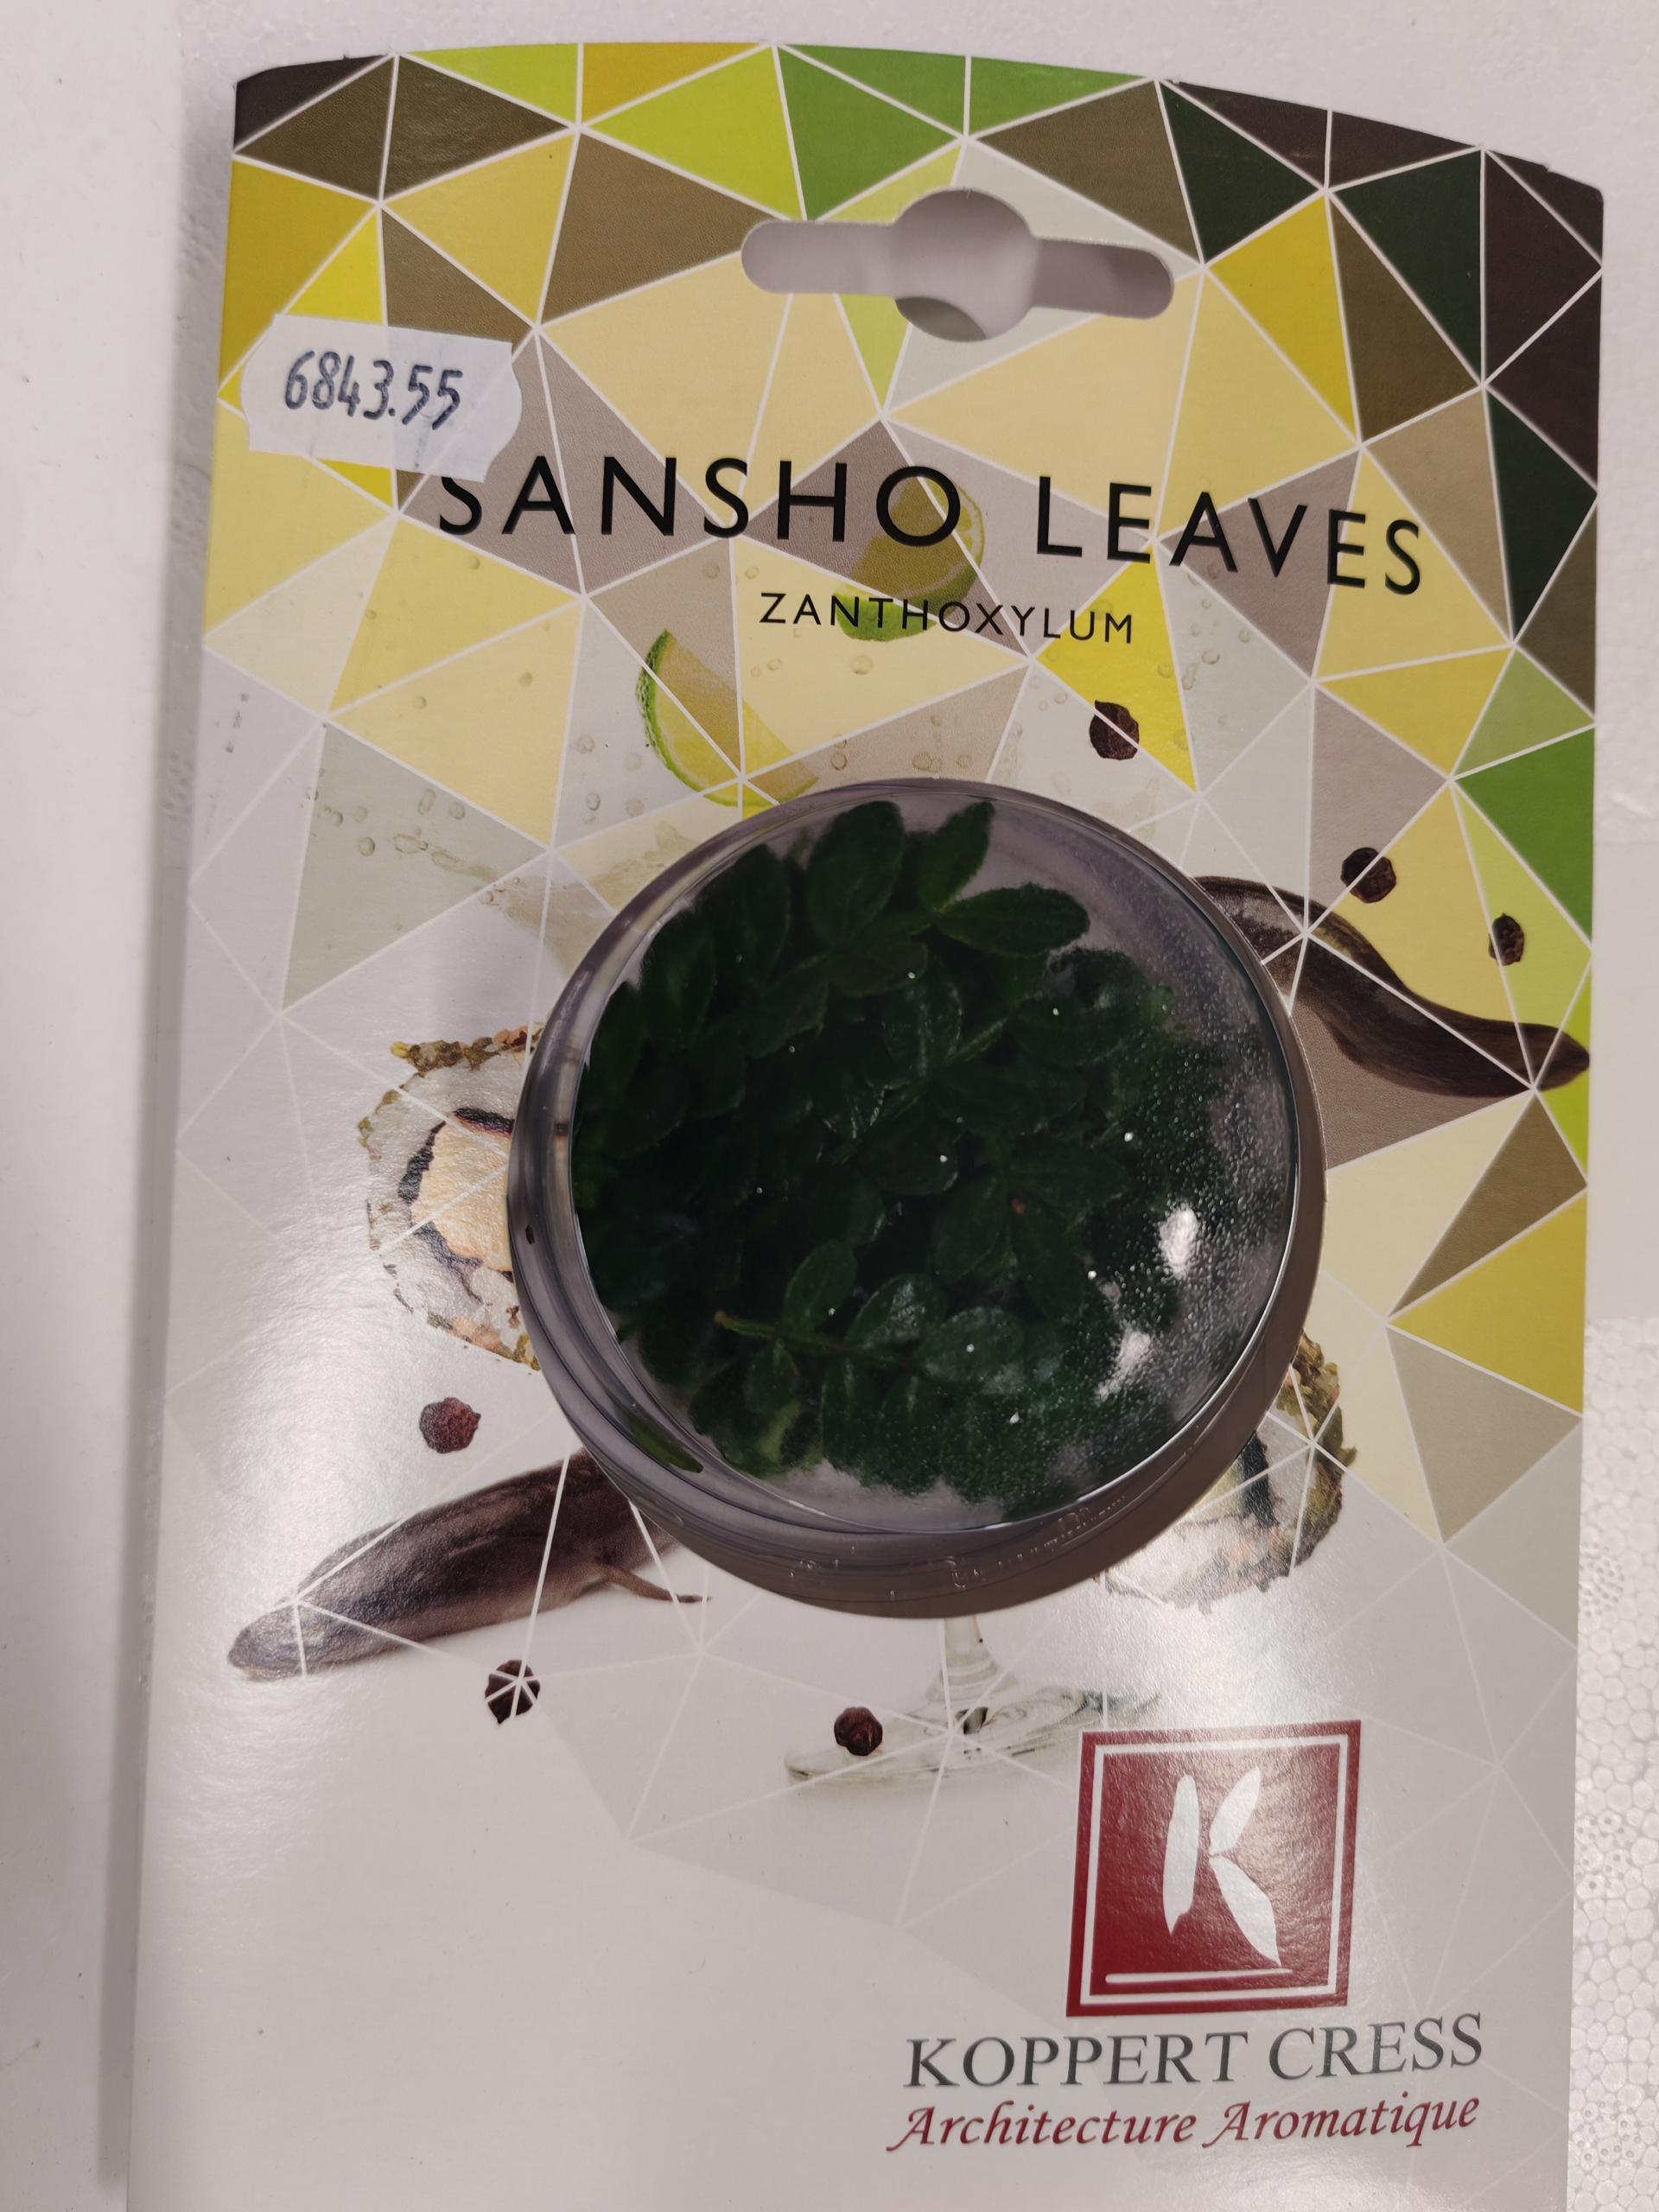 6843.55
SANSHO LEAVES
ZANTHOXYLUM
K
KOPPERT CRESS
Architecture Aromatique